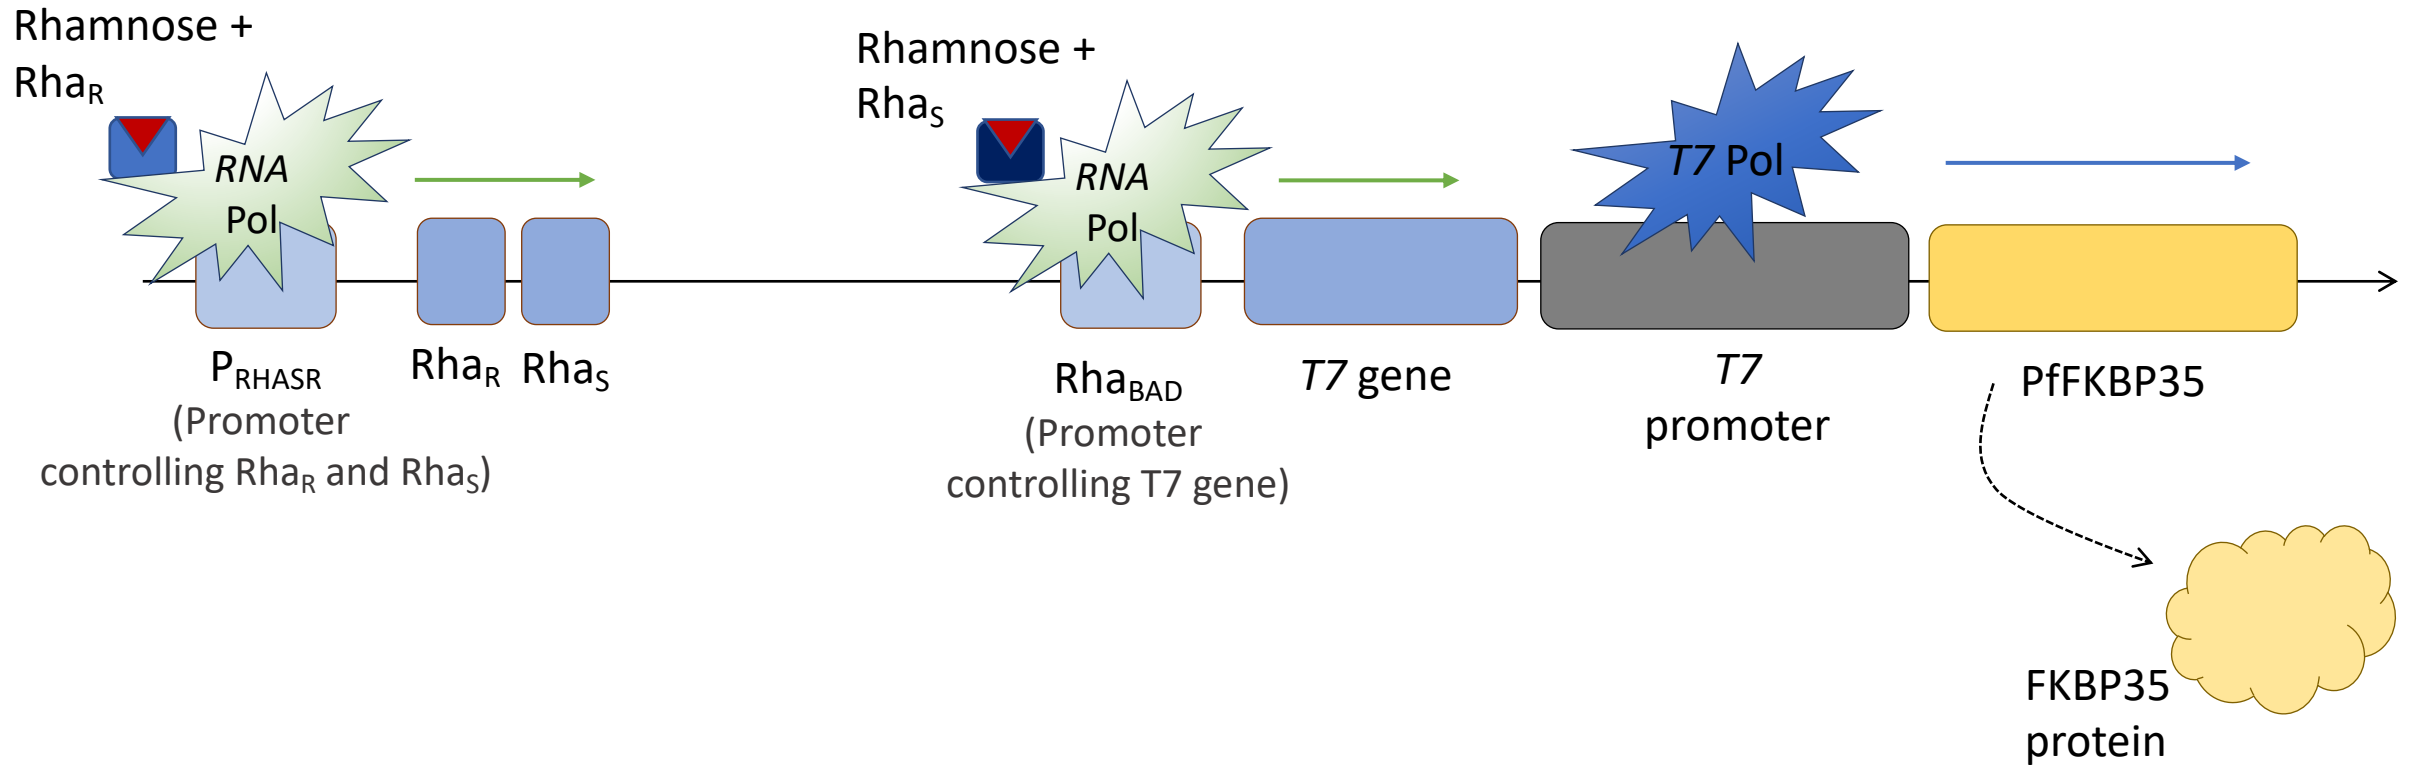 Rhamnose +
RhaR
Rhamnose +
RhaS
RNA
Pol
RNA
Pol
T7 Pol
PRHASR
(Promoter
controlling RhaR and RhaS)
RhaR
RhaS
RhaBAD
(Promoter
controlling T7 gene)
T7 gene
T7
promoter
PfFKBP35
FKBP35
protein